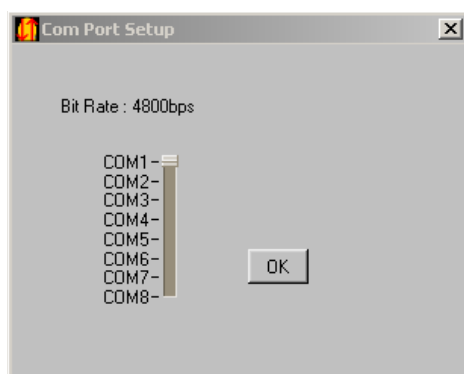 Com Port Setup
Bit Rate : 4800bps
COM1-
COM2-
COM3-
COM4-
COM5-
COM6-
COM7-
COM8-
OK